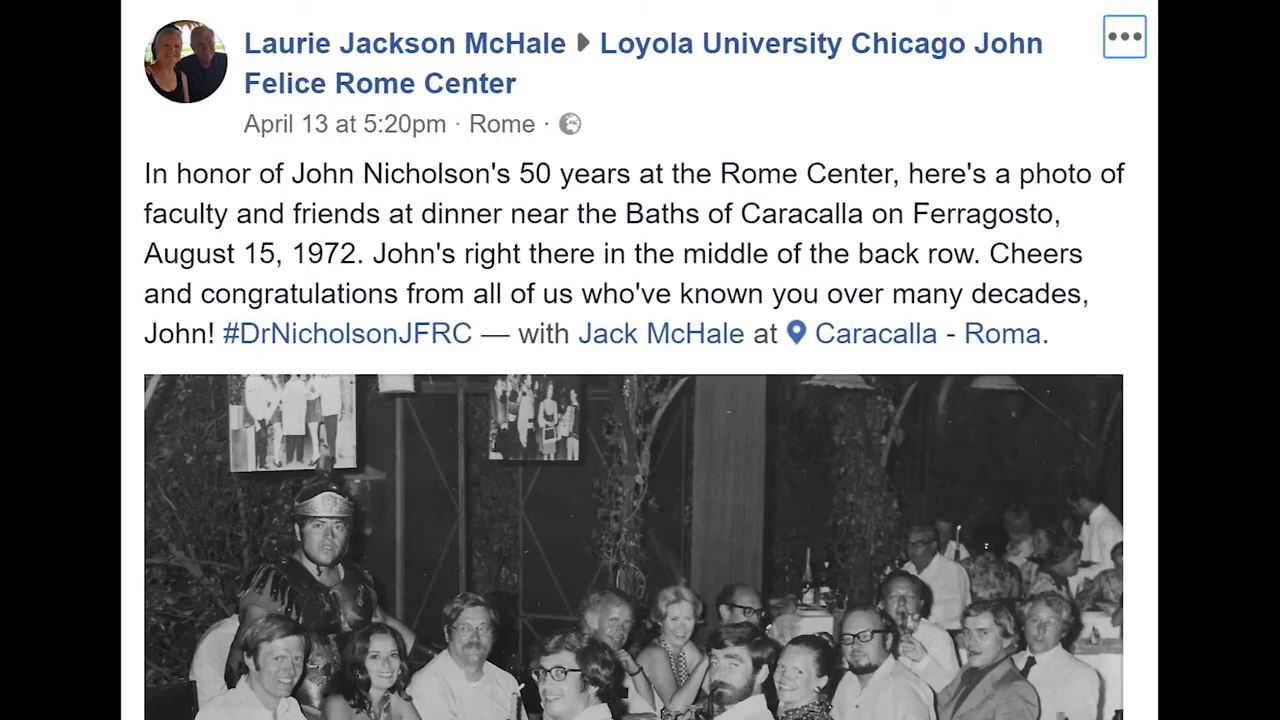 Laurie Jackson McHale ▶ Loyola University Chicago John
Felice Rome Center
April 13 at 5:20pm · Rome ·
In honor of John Nicholson's 50 years at the Rome Center, here's a photo of
faculty and friends at dinner near the Baths of Caracalla on Ferragosto,
August 15, 1972. John's right there in the middle of the back row. Cheers
and congratulations from all of us who've known you over many decades,
John! #DrNicholsonJFRC — with Jack McHale at Caracalla - Roma.